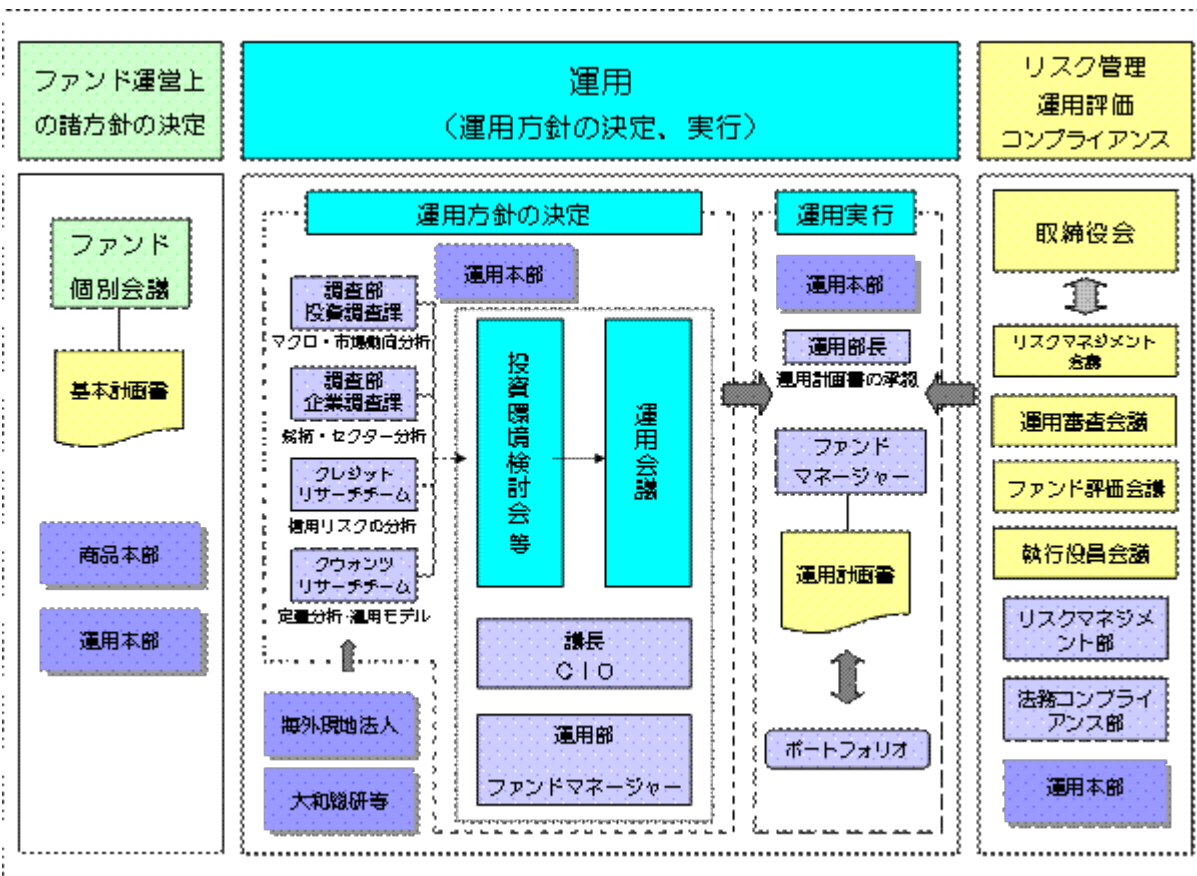 ファンド運営上
の諸方針の決定
運用
（運用方針の決定、実行）
リスク管理
運用評価
コンプライアンス
ファンド
個別会議
基本計画書
商品本部
運用本部
運用方針の決定
運用本部
調査部
投資調査課
マクロ・市場動向分析
調査部
企業調査課
銘柄・セクター分析
クレジット
リサーチチーム
信用リスクの分析
クウォンツ
リサーチチーム
定量分析・運用モデル
海外現地法人
大和総研等
投資環境検討会 等
運用会議
議長
ＣＩＯ
運用部
ファンドマネージャー
運用実行
運用本部
運用部長
運用計画書の承認
ファンド
マネージャー
運用計画書
ポートフォリオ
取締役会
リスクマネジメント
会議
運用審査会議
ファンド評価会議
執行役員会議
リスクマネジメ
ント部
法務コンプライ
アンス部
運用本部